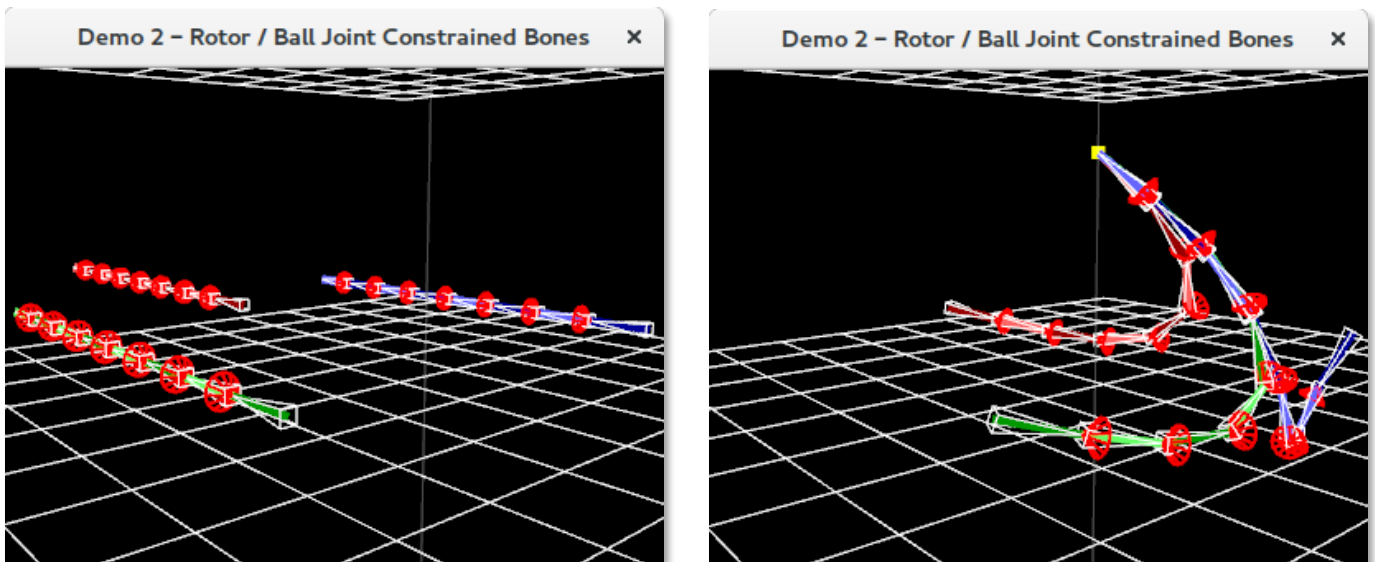 Demo 2 – Rotor / Ball Joint Constrained Bones ×
Demo 2 – Rotor / Ball Joint Constrained Bones ×